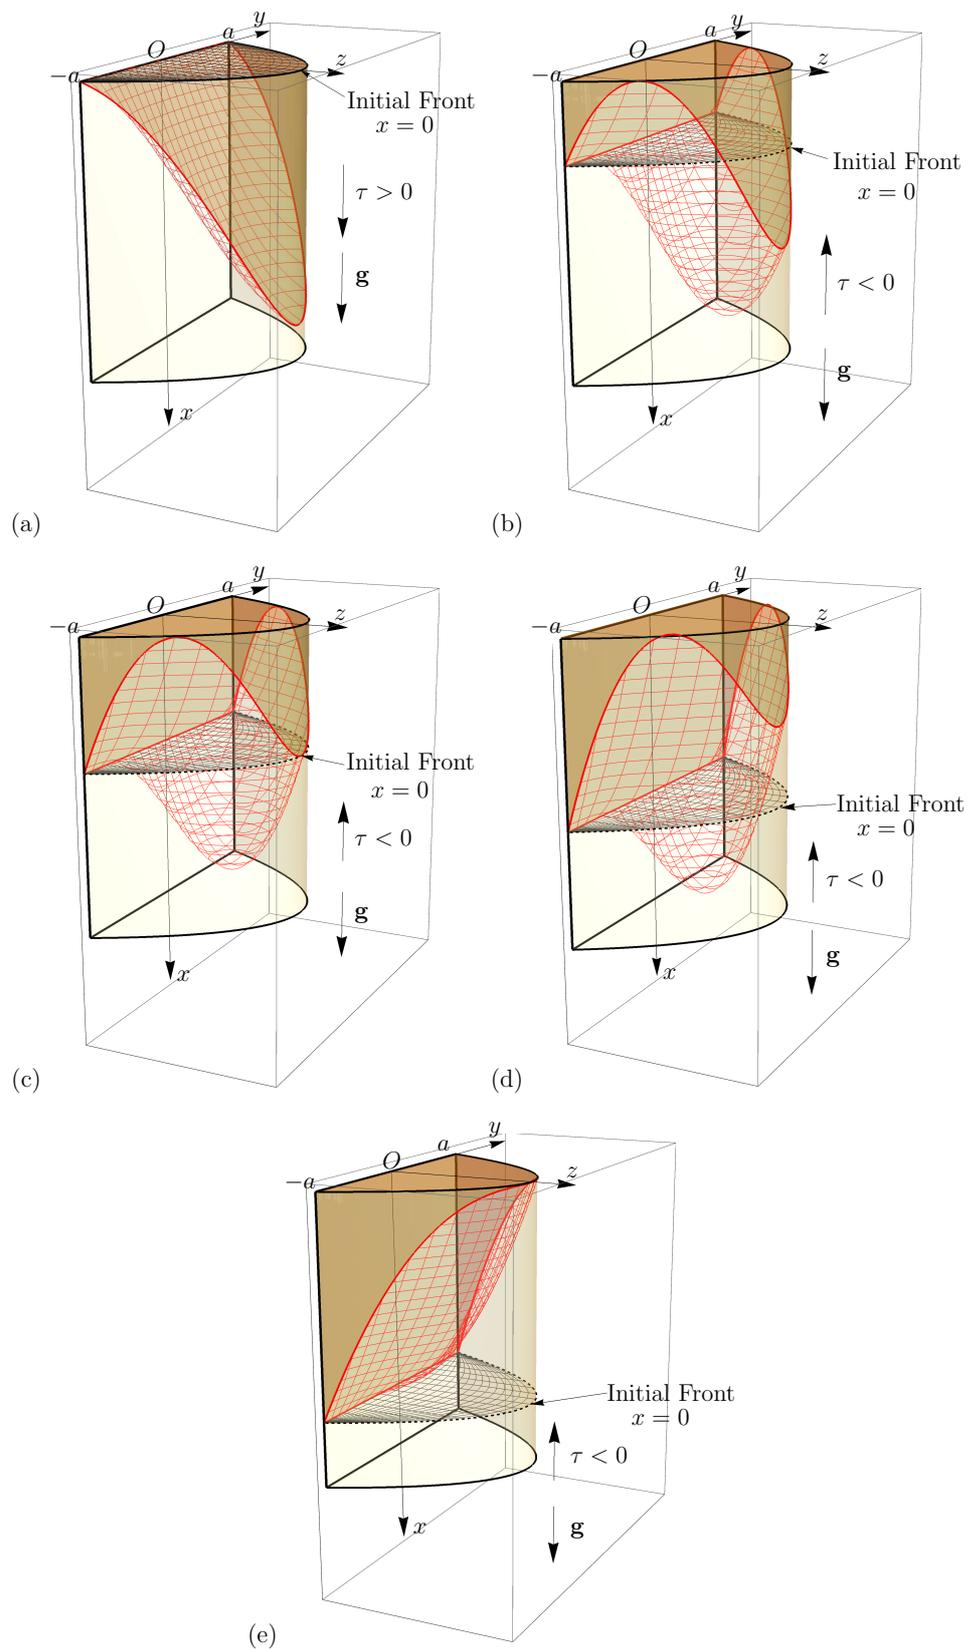 y
a
O
z
−a
Initial Front
x = 0
τ > 0
g
x
(a)
y
a
O
z
−a
Initial Front
x = 0
τ < 0
g
x
(b)
y
a
O
z
−a
Initial Front
x = 0
τ < 0
g
x
(c)
y
a
O
z
−a
Initial Front
x = 0
τ < 0
g
x
(d)
y
a
O
z
−a
Initial Front
x = 0
τ < 0
x
g
(e)